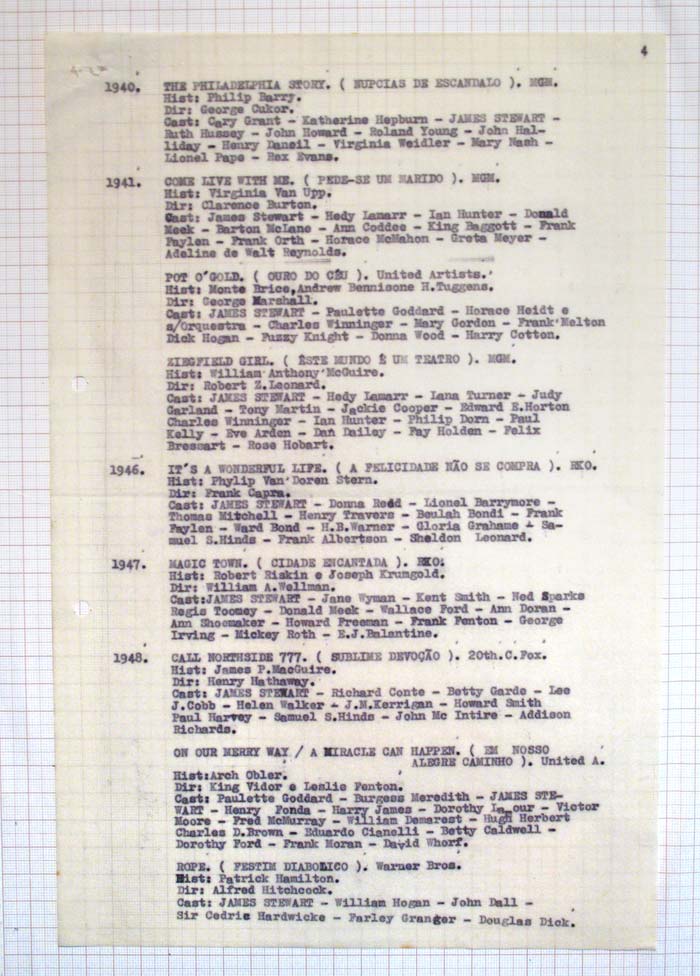 4
1940. THE PHILADELPHIA STORY. ( NUPCIAS DE ESCANDALO ). MGM.
Hist: Philip Barry.
Dir: George Cukor.
Cast: Cary Grant - Katherine Hepburn - JAMES STEWART -
Ruth Hussey - John Howard - Roland Young - John Hal-
liday - Henry Daneil - Virginia Weidler - Mary Nash -
Lionel Pape - Rex Evans.
1941. COME LIVE WITH ME. ( PEDE-SE UM MARIDO ). MGM.
Hist: Virginia Van Upp.
Dir: Clarence Burton.
Cast: James Stewart - Hedy Lamarr - Ian Hunter - Donald
Meek - Barton McLane - Ann Coddee - King Baggott - Frank
Faylen - Frank Orth - Horace McMahon - Greta Meyer -
Adeline de Walt Reynolds.
POT O'GOLD. ( OURO DO CÉU ). United Artists.
Hist: Monte Brice,Andrew Bennisone H.Tuggens.
Dir: George Marshall.
Cast: JAMES STEWART - Paulette Goddard - Horace Heidt e
s/Orquestra - Charles Winninger - Mary Gordon - Frank Melton
Dick Hogan - Fuzzy Knight - Donna Wood - Harry Cotton.
ZIEGFIELD GIRL. ( ÊSTE MUNDO É UM TEATRO ). MGM.
Hist: William Anthony McGuire.
Dir: Robert Z.Leonard.
Cast: JAMES STEWART - Hedy Lamarr - Lana Turner - Judy
Garland - Tony Martin - Jackie Cooper - Edward E.Horton
Charles Winninger - Ian Hunter - Philip Dorn - Paul
Kelly - Eve Arden - Dan Dailey - Fay Holden - Felix
Bressart - Rose Hobart.
1946. IT'S A WONDERFUL LIFE. ( A FELICIDADE NÃO SE COMPRA ). RKO.
Hist: Phylip Van Doren Stern.
Dir: Frank Capra.
Cast: JAMES STEWART - Donna Redd - Lionel Barrymore -
Thomas Mitchell - Henry Travers - Beulah Bondi - Frank
Faylen - Ward Bond - H.B.Warner - Gloria Grahame - Sa-
muel S.Hinds - Frank Albertson - Sheldon Leonard.
1947. MAGIC TOWN. ( CIDADE ENCANTADA ). RKO.
Hist: Robert Riskin e Joseph Krumgold.
Dir: William A.Wellman.
Cast:JAMES STEWART - Jane Wyman - Kent Smith - Ned Sparks
Regis Toomey - Donald Meek - Wallace Ford - Ann Doran -
Ann Shoemaker - Howard Freeman - Frank Fenton - George
Irving - Mickey Roth - E.J.Balantine.
1948. CALL NORTHSIDE 777. ( SUBLIME DEVOÇÃO ). 20th.C.Fox.
Hist: James P.MacGuire.
Dir: Henry Hathaway.
Cast: JAMES STEWART - Richard Conte - Betty Garde - Lee
J.Cobb - Helen Walker - J.M.Kerrigan - Howard Smith
Paul Harvey - Samuel S.Hinds - John Mc Intire - Addison
Richards.
ON OUR MERRY WAY / A MIRACLE CAN HAPPEN. ( EM NOSSO
ALEGRE CAMINHO ). United A.
Hist:Arch Obler.
Dir: King Vidor e Leslie Fenton.
Cast: Paulette Goddard - Burgess Meredith - JAMES STE-
WART - Henry Fonda - Harry James - Dorothy Lamour - Victor
Moore - Fred McMurray - William Demarest - Hugh Herbert
Charles D.Brown - Eduardo Cianelli - Betty Caldwell -
Dorothy Ford - Frank Moran - David Whorf.
ROPE. ( FESTIM DIABOLICO ). Warner Bros.
Hist: Patrick Hamilton.
Dir: Alfred Hitchcock.
Cast: JAMES STEWART - William Hogan - John Dall -
Sir Cedric Hardwicke - Farley Granger - Douglas Dick.